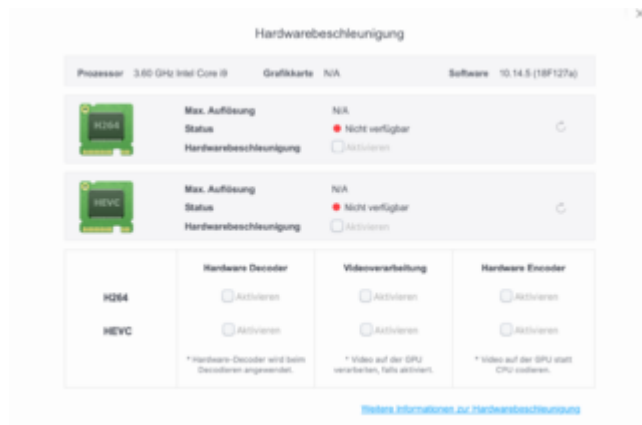 Hardwarebeschleunigung
Prozessor 3.60 GHz Intel Core i9 Grafikkarte N/A Software 10.14.5 (18F127a)
H264
Max. Auflösung N/A
Status Nicht verfügbar
Hardwarebeschleunigung Aktivieren
HEVC
Max. Auflösung N/A
Status Nicht verfügbar
Hardwarebeschleunigung Aktivieren
Hardware Decoder Videoverarbeitung Hardware Encoder
H264 Aktivieren Aktivieren Aktivieren
HEVC Aktivieren Aktivieren Aktivieren
* Hardware-Decoder wird beim * Video auf der GPU * Video auf der GPU statt
Decodieren angewendet. verarbeiten, falls aktiviert. CPU codieren.
Weitere Informationen zur Hardwarebeschleunigung